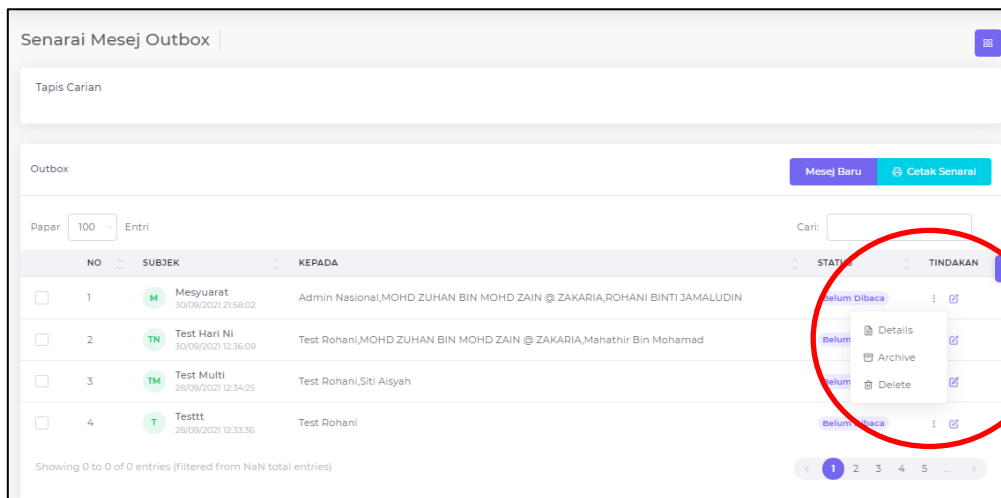 Senarai Mesej Outbox
Tapis Carian
Outbox
Mesej Baru
Cetak Senarai
Papar 100 Entri
Cari:
NO SUBJEK KEPADA STATUS TINDAKAN
1 M Mesyuarat Admin Nasional,MOHD ZUHAN BIN MOHD ZAIN @ ZAKARIA,ROHANI BINTI JAMALUDIN Belum Dibaca
30/09/2021 21:58:02
Details
2 TN Test Hari Ni Test Rohani,MOHD ZUHAN BIN MOHD ZAIN @ ZAKARIA,Mahathir Bin Mohamad Belum
30/09/2021 12:36:09
Archive
3 TM Test Multi Test Rohani,Siti Aisyah Belum
28/09/2021 12:34:25
Delete
4 T Testtt Test Rohani Belum Dibaca
28/09/2021 12:33:36
Showing 0 to 0 of 0 entries (filtered from NaN total entries)
1 2 3 4 5 ...